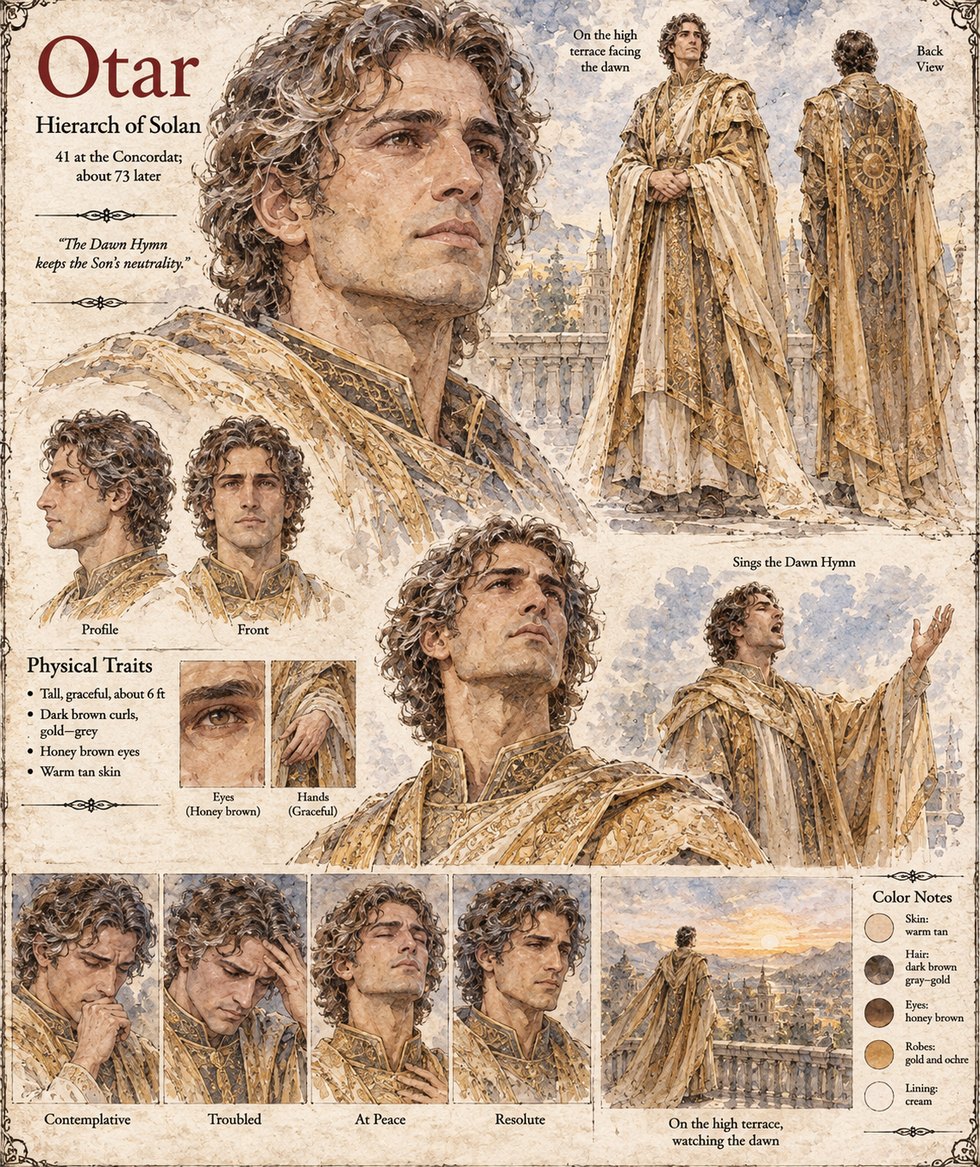 Otar
Hierarch of Solan
41 at the Concordat;
about 73 later
“The Dawn Hymn
keeps the Son’s neutrality.”
On the high
terrace facing
the dawn
Back
View
Profile
Front
Sings the Dawn Hymn
Physical Traits
• Tall, graceful, about 6 ft
• Dark brown curls,
gold—grey
• Honey brown eyes
• Warm tan skin
Eyes
(Honey brown)
Hands
(Graceful)
Contemplative
Troubled
At Peace
Resolute
On the high terrace,
watching the dawn
Color Notes
Skin:
warm tan
Hair:
dark brown
gray—gold
Eyes:
honey brown
Robes:
gold and ochre
Lining:
cream